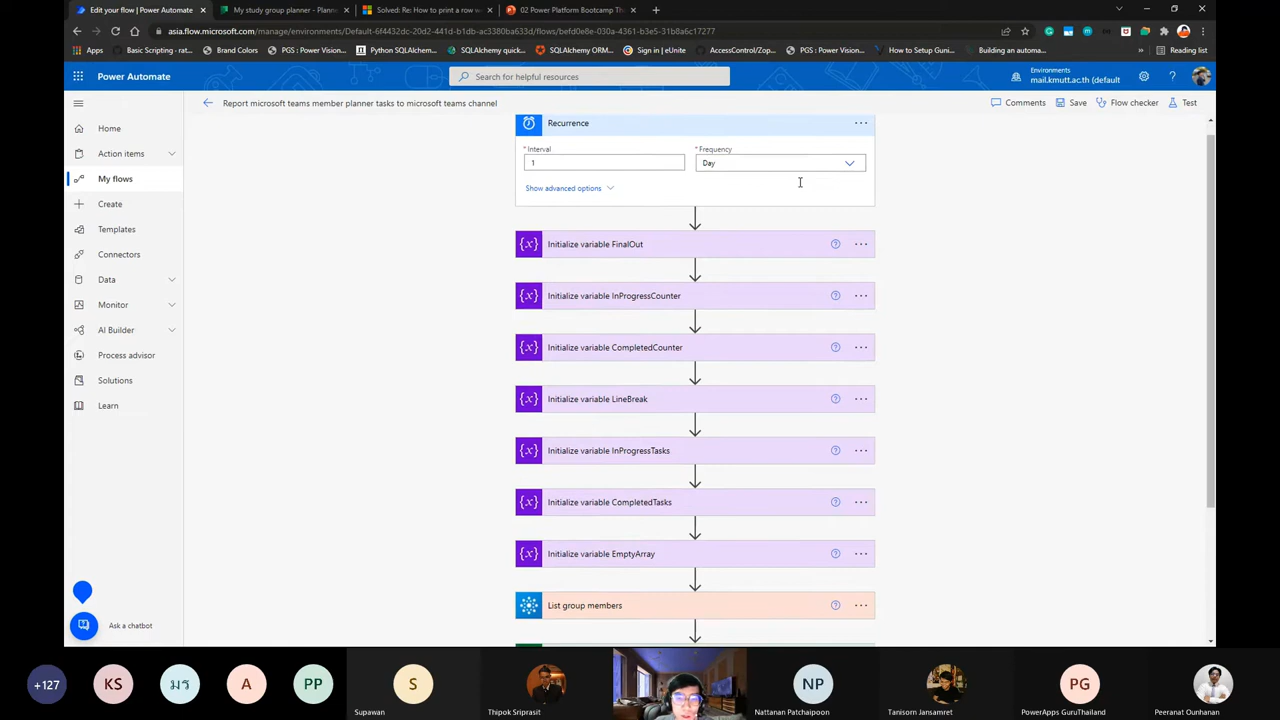 Edit your flow | Power Automate
My study group planner - Planne
Solved: Re: How to print a row w
02 Power Platform Bootcamp Th
asia.flow.microsoft.com/manage/environments/Default-6f4432dc-20d2-441d-b1db-ac3380ba633d/flows/befd0e8e-030a-40a5-b5e3-31b8a6c17277
Apps
Basic Scripting - rat...
Brand Colors
PGS : Power Vision...
Python SQLAlchemy
SQLAlchemy quick...
SQLAlchemy ORM...
Sign in | eUnite
AccessControl/Zop...
PGS : Power Vision...
How to Setup Guni...
Building an automa...
»
Reading list
Power Automate
Search for helpful resources
Environments
mail.kmutt.ac.th (default
Report microsoft teams member planner tasks to microsoft teams channel
Comments
Save
Flow checker
Test
Home
Action items
My flows
Create
Templates
Connectors
Data
Monitor
AI Builder
Process advisor
Solutions
Learn
Ask a chatbot
Recurrence
* Interval
* Frequency
1
Day
Show advanced options
{x} Initialize variable FinalOut
{x} Initialize variable InProgressCounter
{x} Initialize variable CompletedCounter
{x} Initialize variable LineBreak
{x} Initialize variable InProgressTasks
{x} Initialize variable CompletedTasks
{x} Initialize variable EmptyArray
List group members
+127
KS
มร
A
PP
S
NP
PG
Supawan
Thipok Sriprasit
Nattanan Patchaipoon
Tanisorn Jansamret
PowerApps GuruThailand
Peeranat Ounhanan